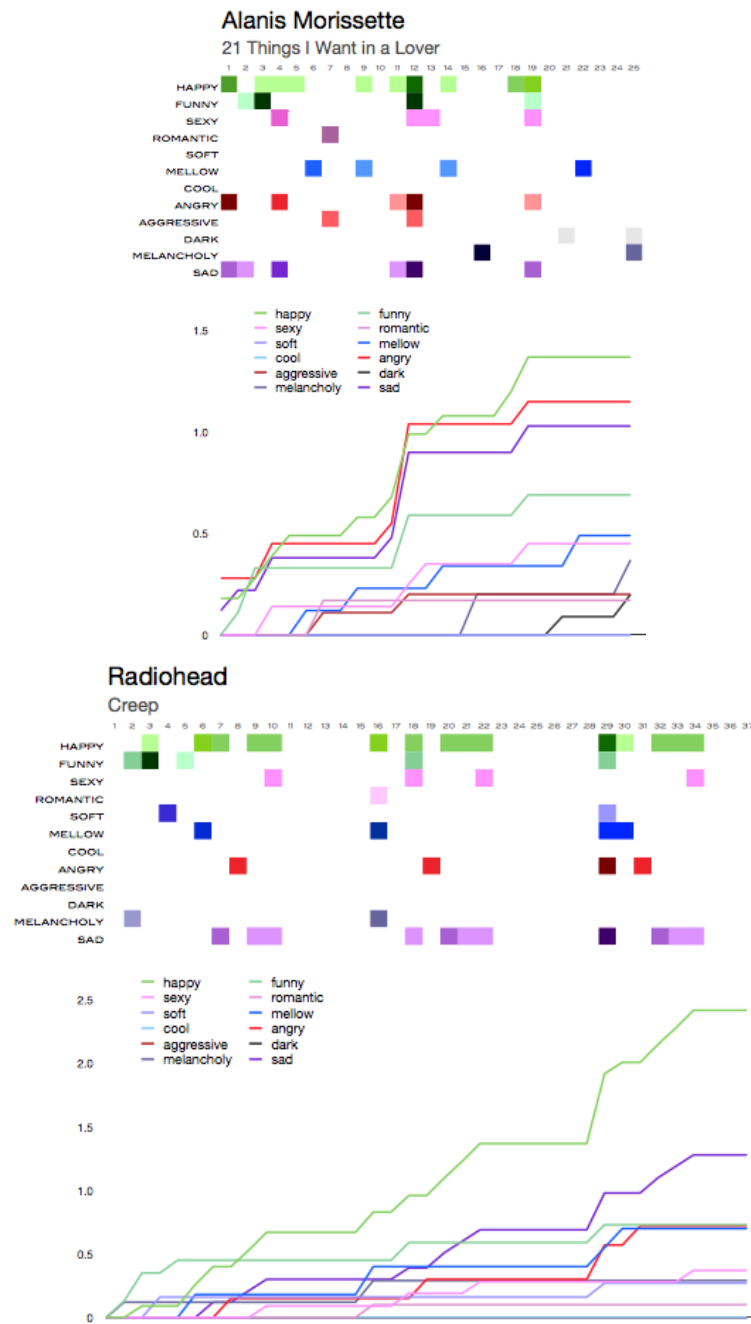 Alanis Morissette
21 Things I Want in a Lover
1 2 3 4 5 6 7 8 9 10 11 12 13 14 15 16 17 18 19 20 21 22 23 24 25
HAPPY
FUNNY
SEXY
ROMANTIC
SOFT
MELLOW
COOL
ANGRY
AGGRESSIVE
DARK
MELANCHOLY
SAD
happy funny
sexy romantic
soft mellow
cool angry
aggressive dark
melancholy sad
1.5
1.0
0.5
0
Radiohead
Creep
1 2 3 4 5 6 7 8 9 10 11 12 13 14 15 16 17 18 19 20 21 22 23 24 25 26 27 28 29 30 31 32 33 34 35 36 37
HAPPY
FUNNY
SEXY
ROMANTIC
SOFT
MELLOW
COOL
ANGRY
AGGRESSIVE
DARK
MELANCHOLY
SAD
happy funny
sexy romantic
soft mellow
cool angry
aggressive dark
melancholy sad
2.5
2.0
1.5
1.0
0.5
0